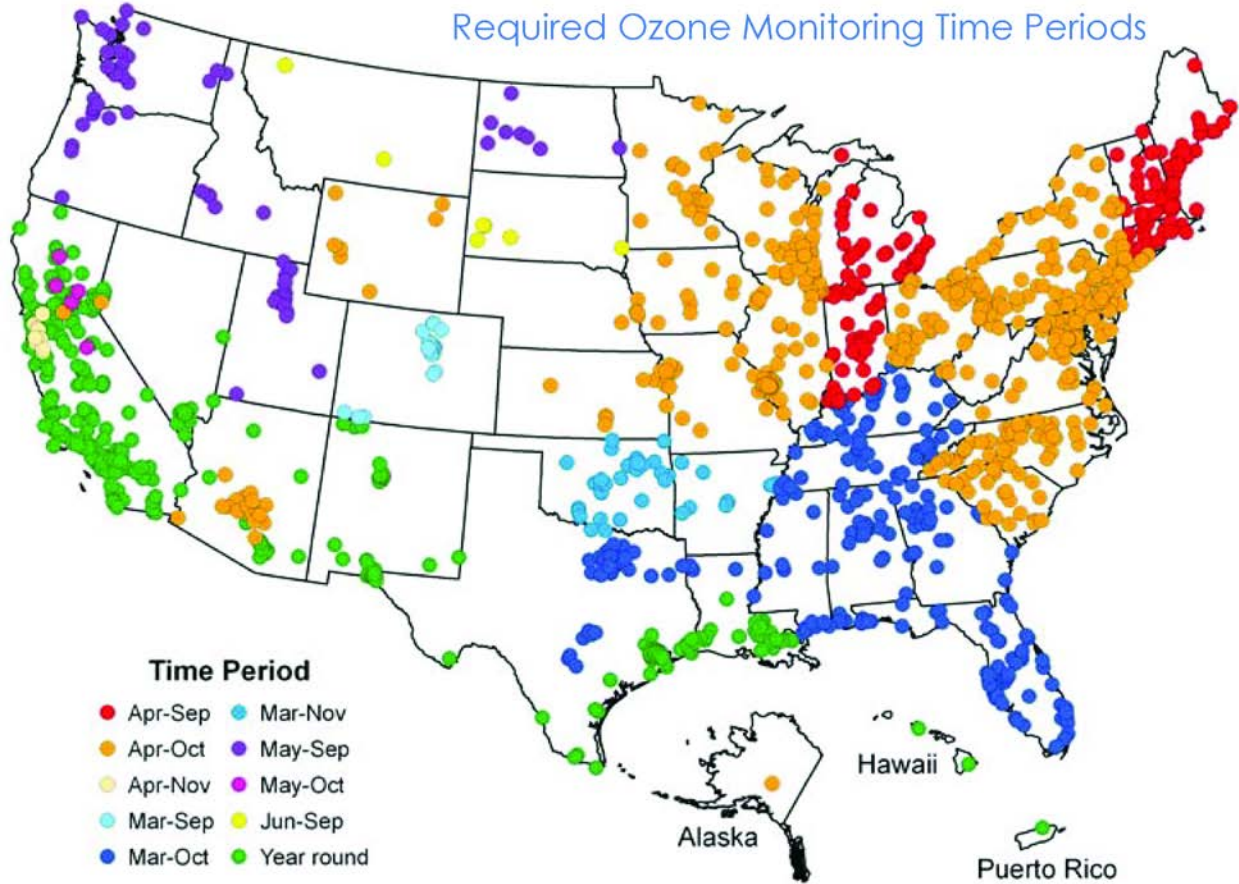 Required Ozone Monitoring Time Periods
Time Period
Apr-Sep
Apr-Oct
Apr-Nov
Mar-Sep
Mar-Oct
Mar-Nov
May-Sep
May-Oct
Jun-Sep
Year round
Alaska
Hawaii
Puerto Rico